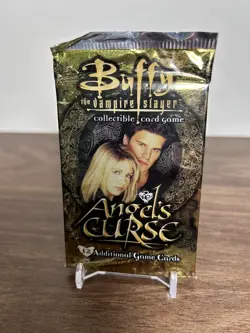 Buffy
the vampire slayer
collectible card game
Angel's
CURSE
Additional Game Cards